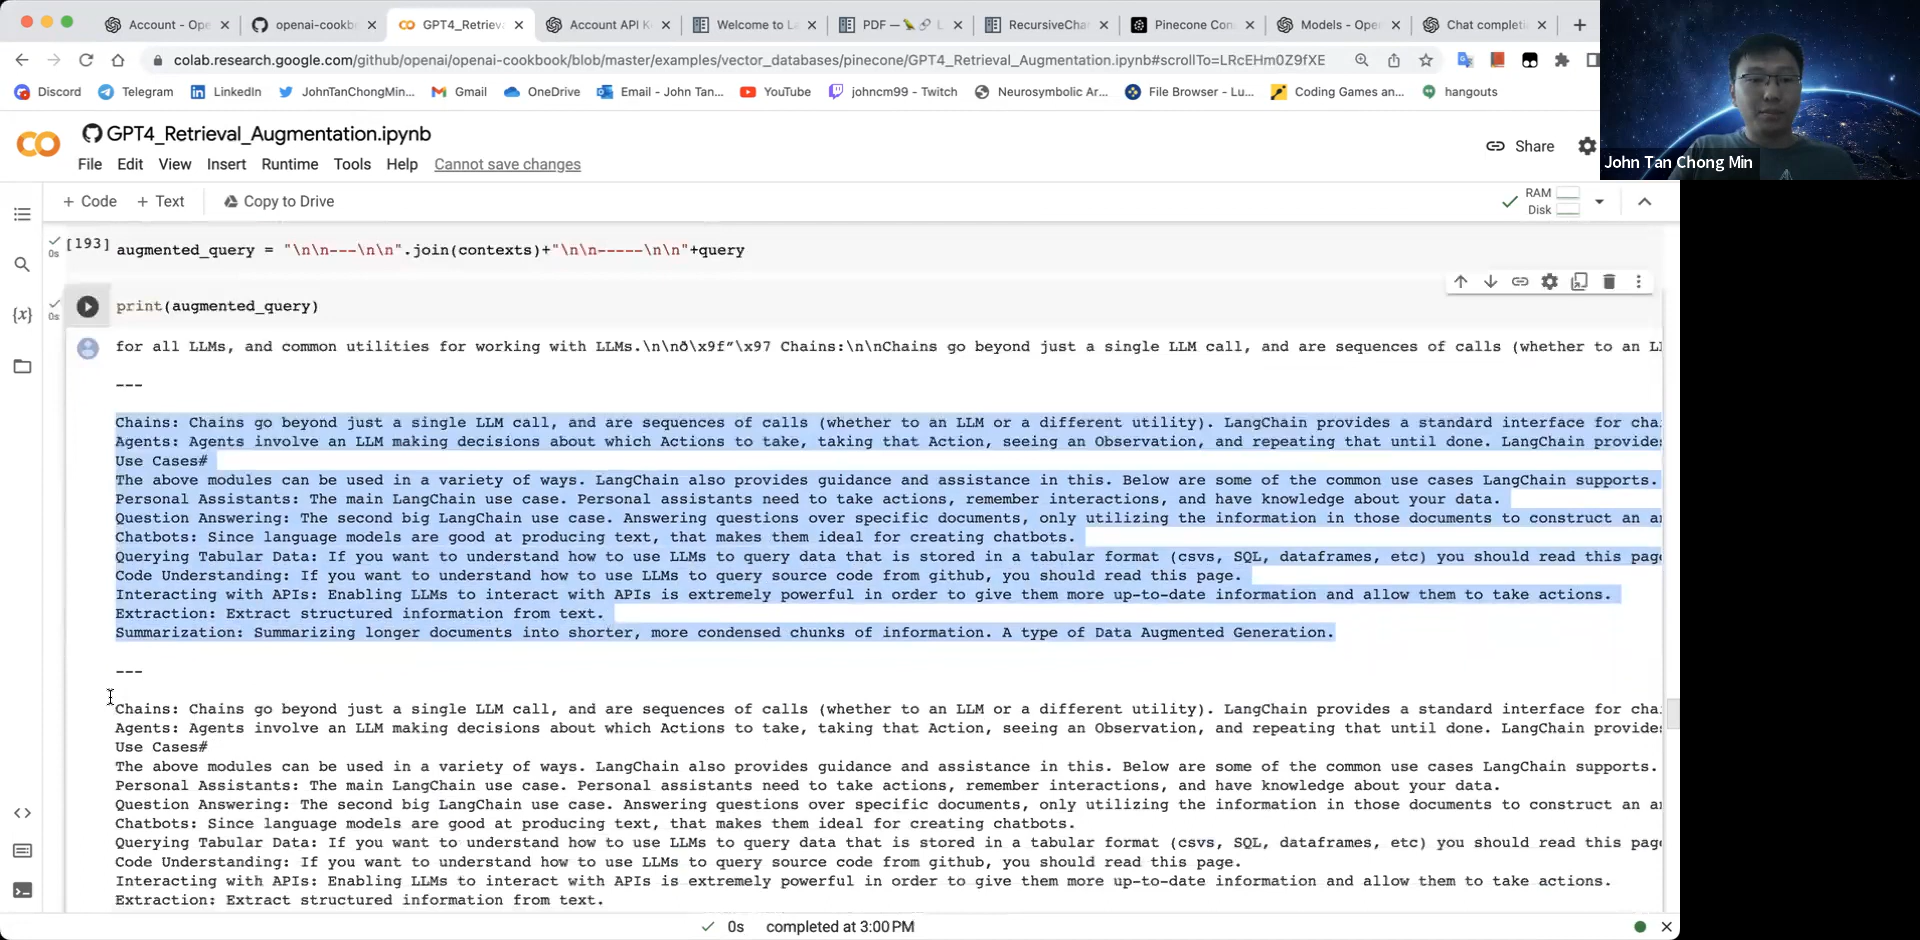 Account - Ope
openai-cookb
GPT4_Retriev
Account API K
Welcome to L
PDF —
L
RecursiveCha
Pinecone Con
Models - Ope
Chat completi
colab.research.google.com/github/openai/openai-cookbook/blob/master/examples/vector_databases/pinecone/GPT4_Retrieval_Augmentation.ipynb#scrollTo=LRcEHm0Z9fXE
Discord
Telegram
LinkedIn
JohnTanChongMin...
Gmail
OneDrive
Email - John Tan...
YouTube
johncm99 - Twitch
Neurosymbolic Ar...
File Browser - Lu...
Coding Games an...
hangouts
GPT4_Retrieval_Augmentation.ipynb
File Edit View Insert Runtime Tools Help Cannot save changes
Share
John Tan Chong Min
+ Code + Text
Copy to Drive
RAM
Disk
[193] augmented_query = "\n\n---\n\n".join(contexts)+"\n\n-----\n\n"+query
0s
print(augmented_query)
0s
for all LLMs, and common utilities for working with LLMs.\n\nð\x9f”\x97 Chains:\n\nChains go beyond just a single LLM call, and are sequences of calls (whether to an LL
---
Chains: Chains go beyond just a single LLM call, and are sequences of calls (whether to an LLM or a different utility). LangChain provides a standard interface for cha
Agents: Agents involve an LLM making decisions about which Actions to take, taking that Action, seeing an Observation, and repeating that until done. LangChain provides
Use Cases#
The above modules can be used in a variety of ways. LangChain also provides guidance and assistance in this. Below are some of the common use cases LangChain supports.
Personal Assistants: The main LangChain use case. Personal assistants need to take actions, remember interactions, and have knowledge about your data.
Question Answering: The second big LangChain use case. Answering questions over specific documents, only utilizing the information in those documents to construct an an
Chatbots: Since language models are good at producing text, that makes them ideal for creating chatbots.
Querying Tabular Data: If you want to understand how to use LLMs to query data that is stored in a tabular format (csvs, SQL, dataframes, etc) you should read this page
Code Understanding: If you want to understand how to use LLMs to query source code from github, you should read this page.
Interacting with APIs: Enabling LLMs to interact with APIs is extremely powerful in order to give them more up-to-date information and allow them to take actions.
Extraction: Extract structured information from text.
Summarization: Summarizing longer documents into shorter, more condensed chunks of information. A type of Data Augmented Generation.
---
Chains: Chains go beyond just a single LLM call, and are sequences of calls (whether to an LLM or a different utility). LangChain provides a standard interface for cha
Agents: Agents involve an LLM making decisions about which Actions to take, taking that Action, seeing an Observation, and repeating that until done. LangChain provides
Use Cases#
The above modules can be used in a variety of ways. LangChain also provides guidance and assistance in this. Below are some of the common use cases LangChain supports.
Personal Assistants: The main LangChain use case. Personal assistants need to take actions, remember interactions, and have knowledge about your data.
Question Answering: The second big LangChain use case. Answering questions over specific documents, only utilizing the information in those documents to construct an an
Chatbots: Since language models are good at producing text, that makes them ideal for creating chatbots.
Querying Tabular Data: If you want to understand how to use LLMs to query data that is stored in a tabular format (csvs, SQL, dataframes, etc) you should read this page
Code Understanding: If you want to understand how to use LLMs to query source code from github, you should read this page.
Interacting with APIs: Enabling LLMs to interact with APIs is extremely powerful in order to give them more up-to-date information and allow them to take actions.
Extraction: Extract structured information from text.
0s completed at 3:00 PM